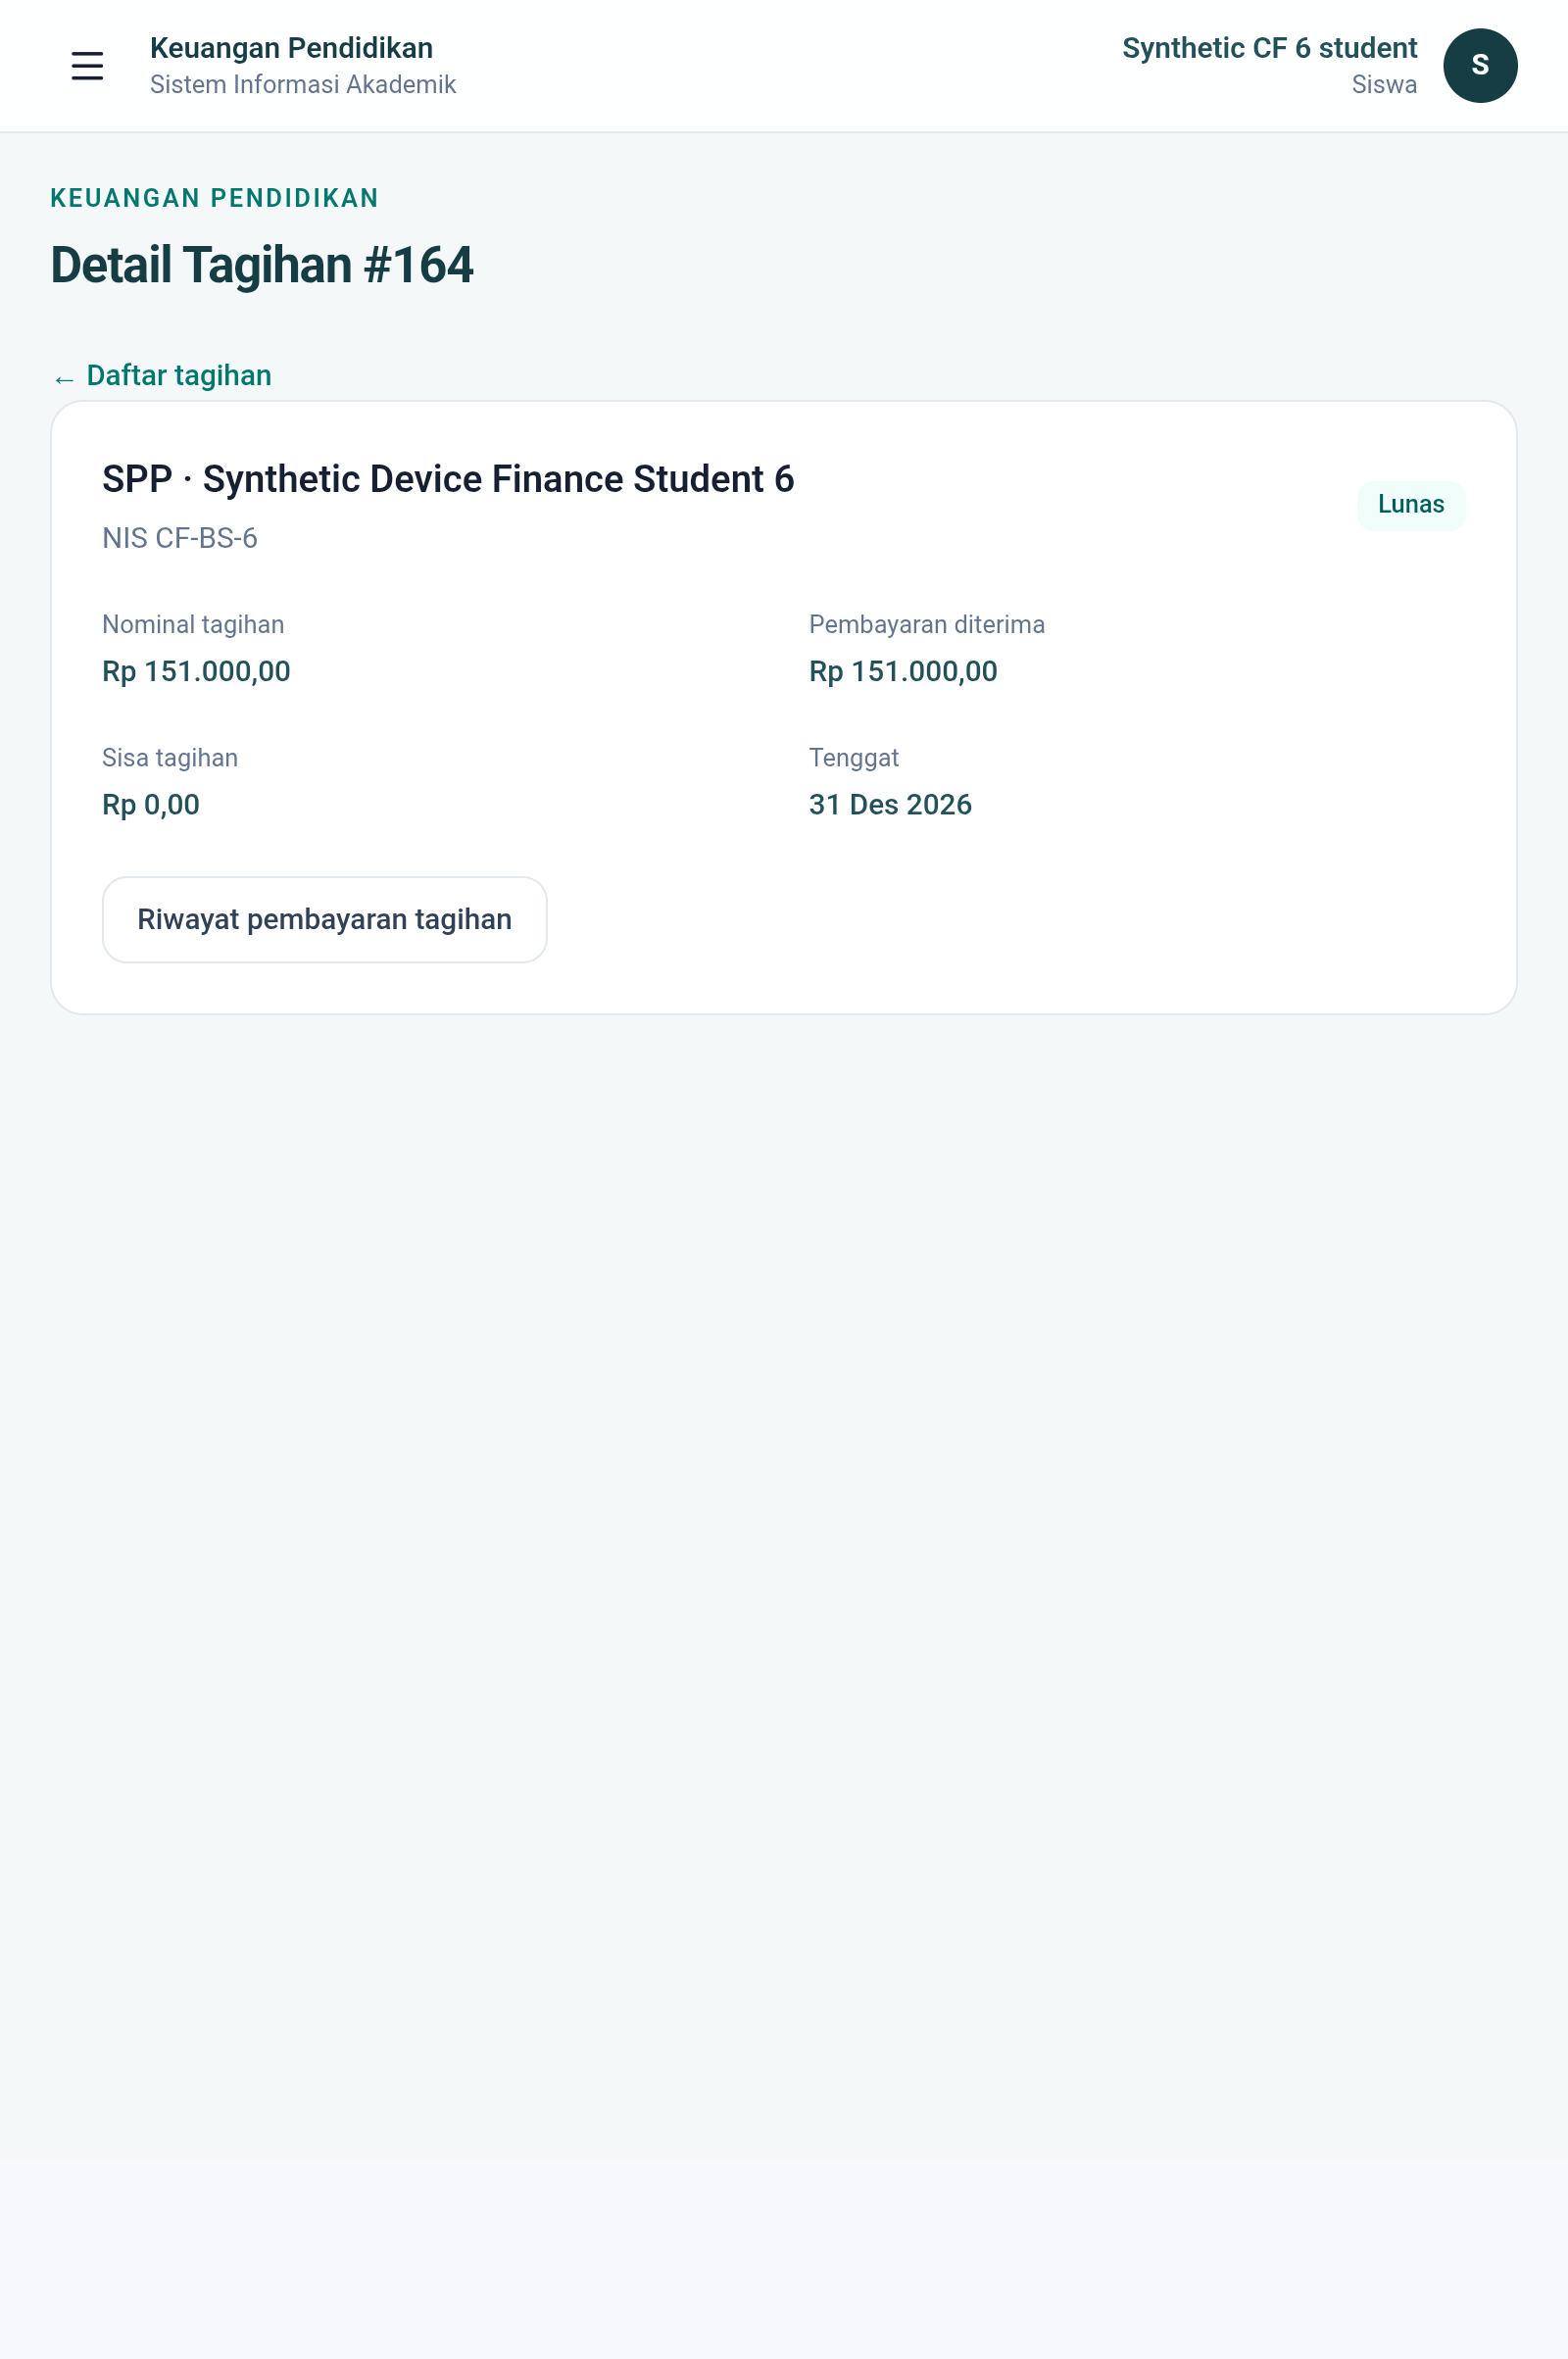 Keuangan Pendidikan
Sistem Informasi Akademik
Synthetic CF 6 student
Siswa
S
KEUANGAN PENDIDIKAN
Detail Tagihan #164
← Daftar tagihan
SPP · Synthetic Device Finance Student 6
NIS CF-BS-6
Lunas
Nominal tagihan
Rp 151.000,00
Pembayaran diterima
Rp 151.000,00
Sisa tagihan
Rp 0,00
Tenggat
31 Des 2026
Riwayat pembayaran tagihan